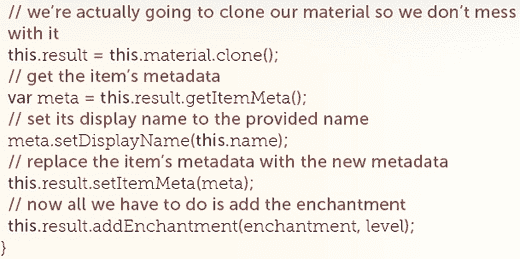 // we're actually going to clone our material so we don't mess
with it
this.result = this.material.clone();
// get the item's metadata
var meta = this.result.getItemMeta();
// set its display name to the provided name
meta.setDisplayName(this.name);
// replace the item's metadata with the new metadata
this.result.setItemMeta(meta);
// now all we have to do is add the enchantment
this.result.addEnchantment(enchantment, level);
}